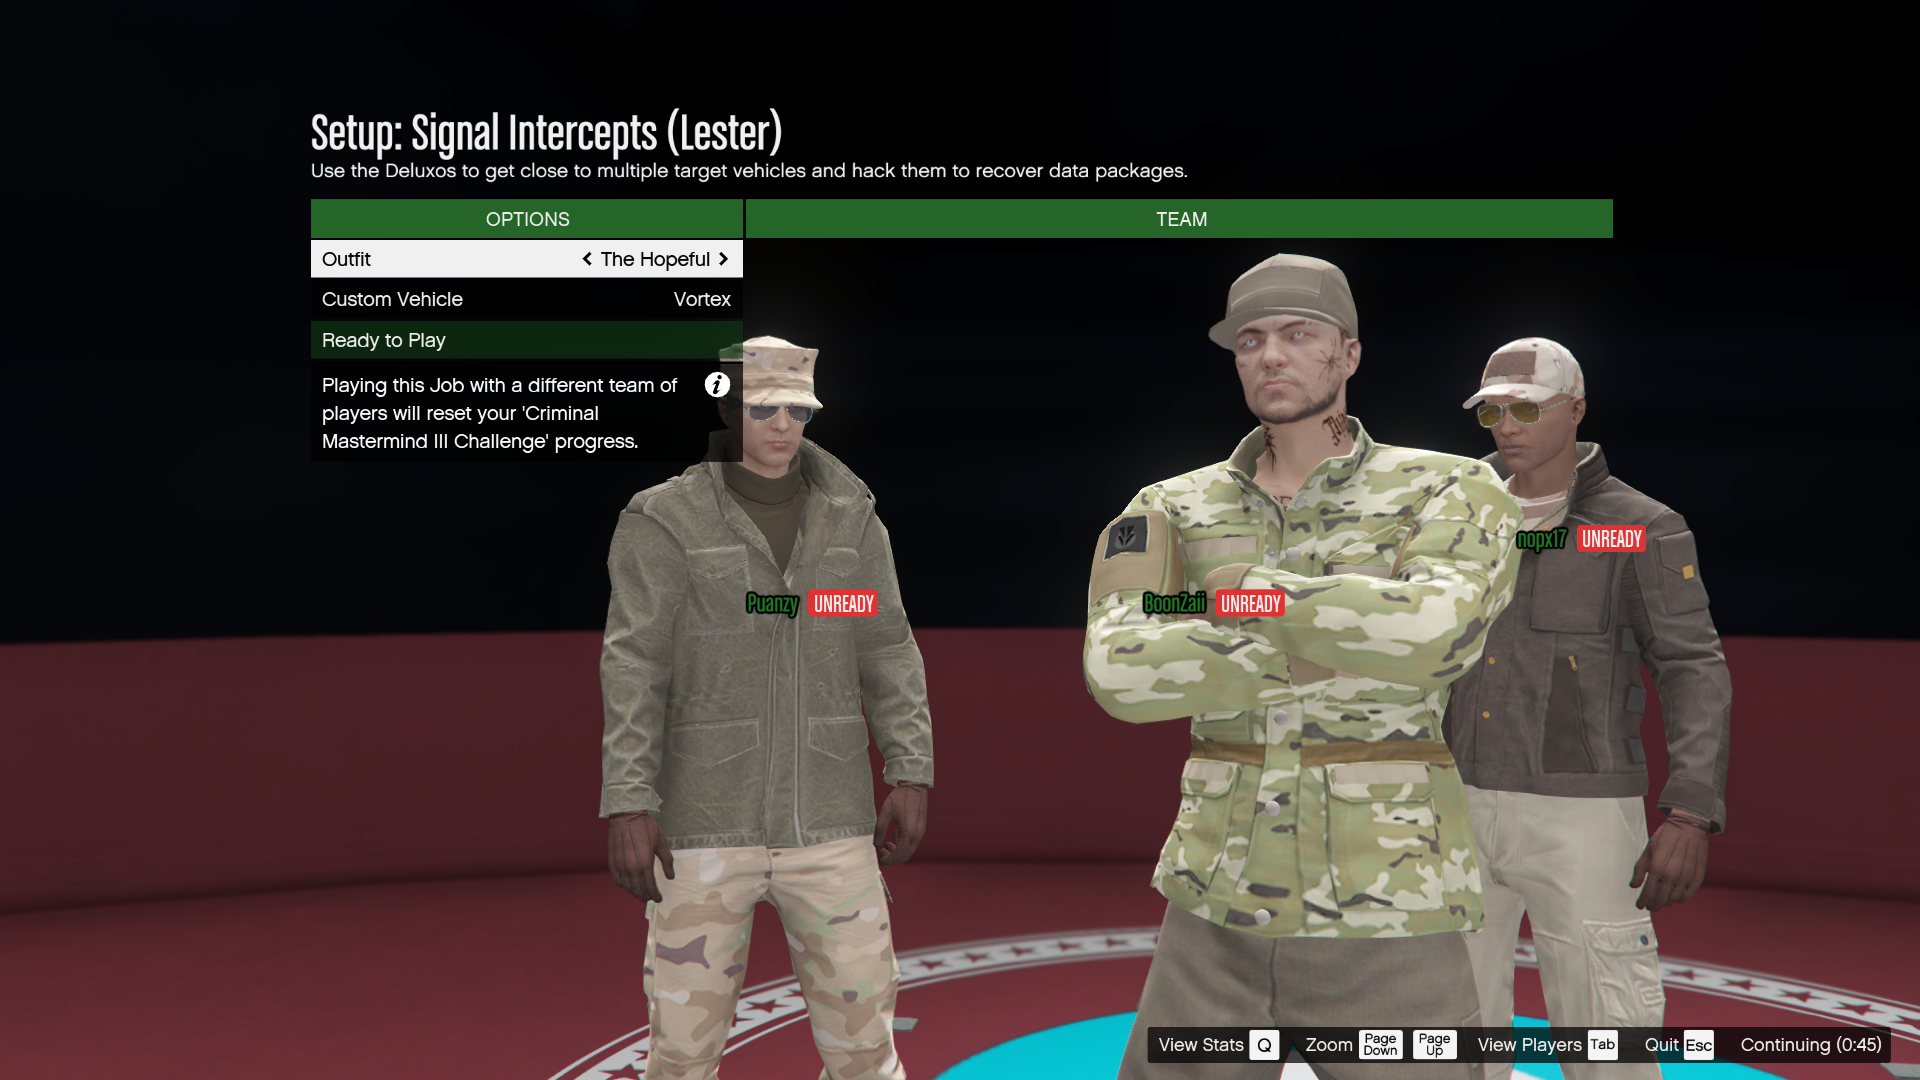 Setup: Signal Intercepts (Lester)
Use the Deluxos to get close to multiple target vehicles and hack them to recover data packages.
OPTIONS
TEAM
Outfit
The Hopeful
Custom Vehicle
Vortex
Ready to Play
Playing this Job with a different team of
players will reset your 'Criminal
Mastermind III Challenge' progress.
nopx17 UNREADY
Puanzy UNREADY
BoonZaii UNREADY
View Stats Q Zoom Page Down Page Up View Players Tab Quit Esc Continuing (0:45)